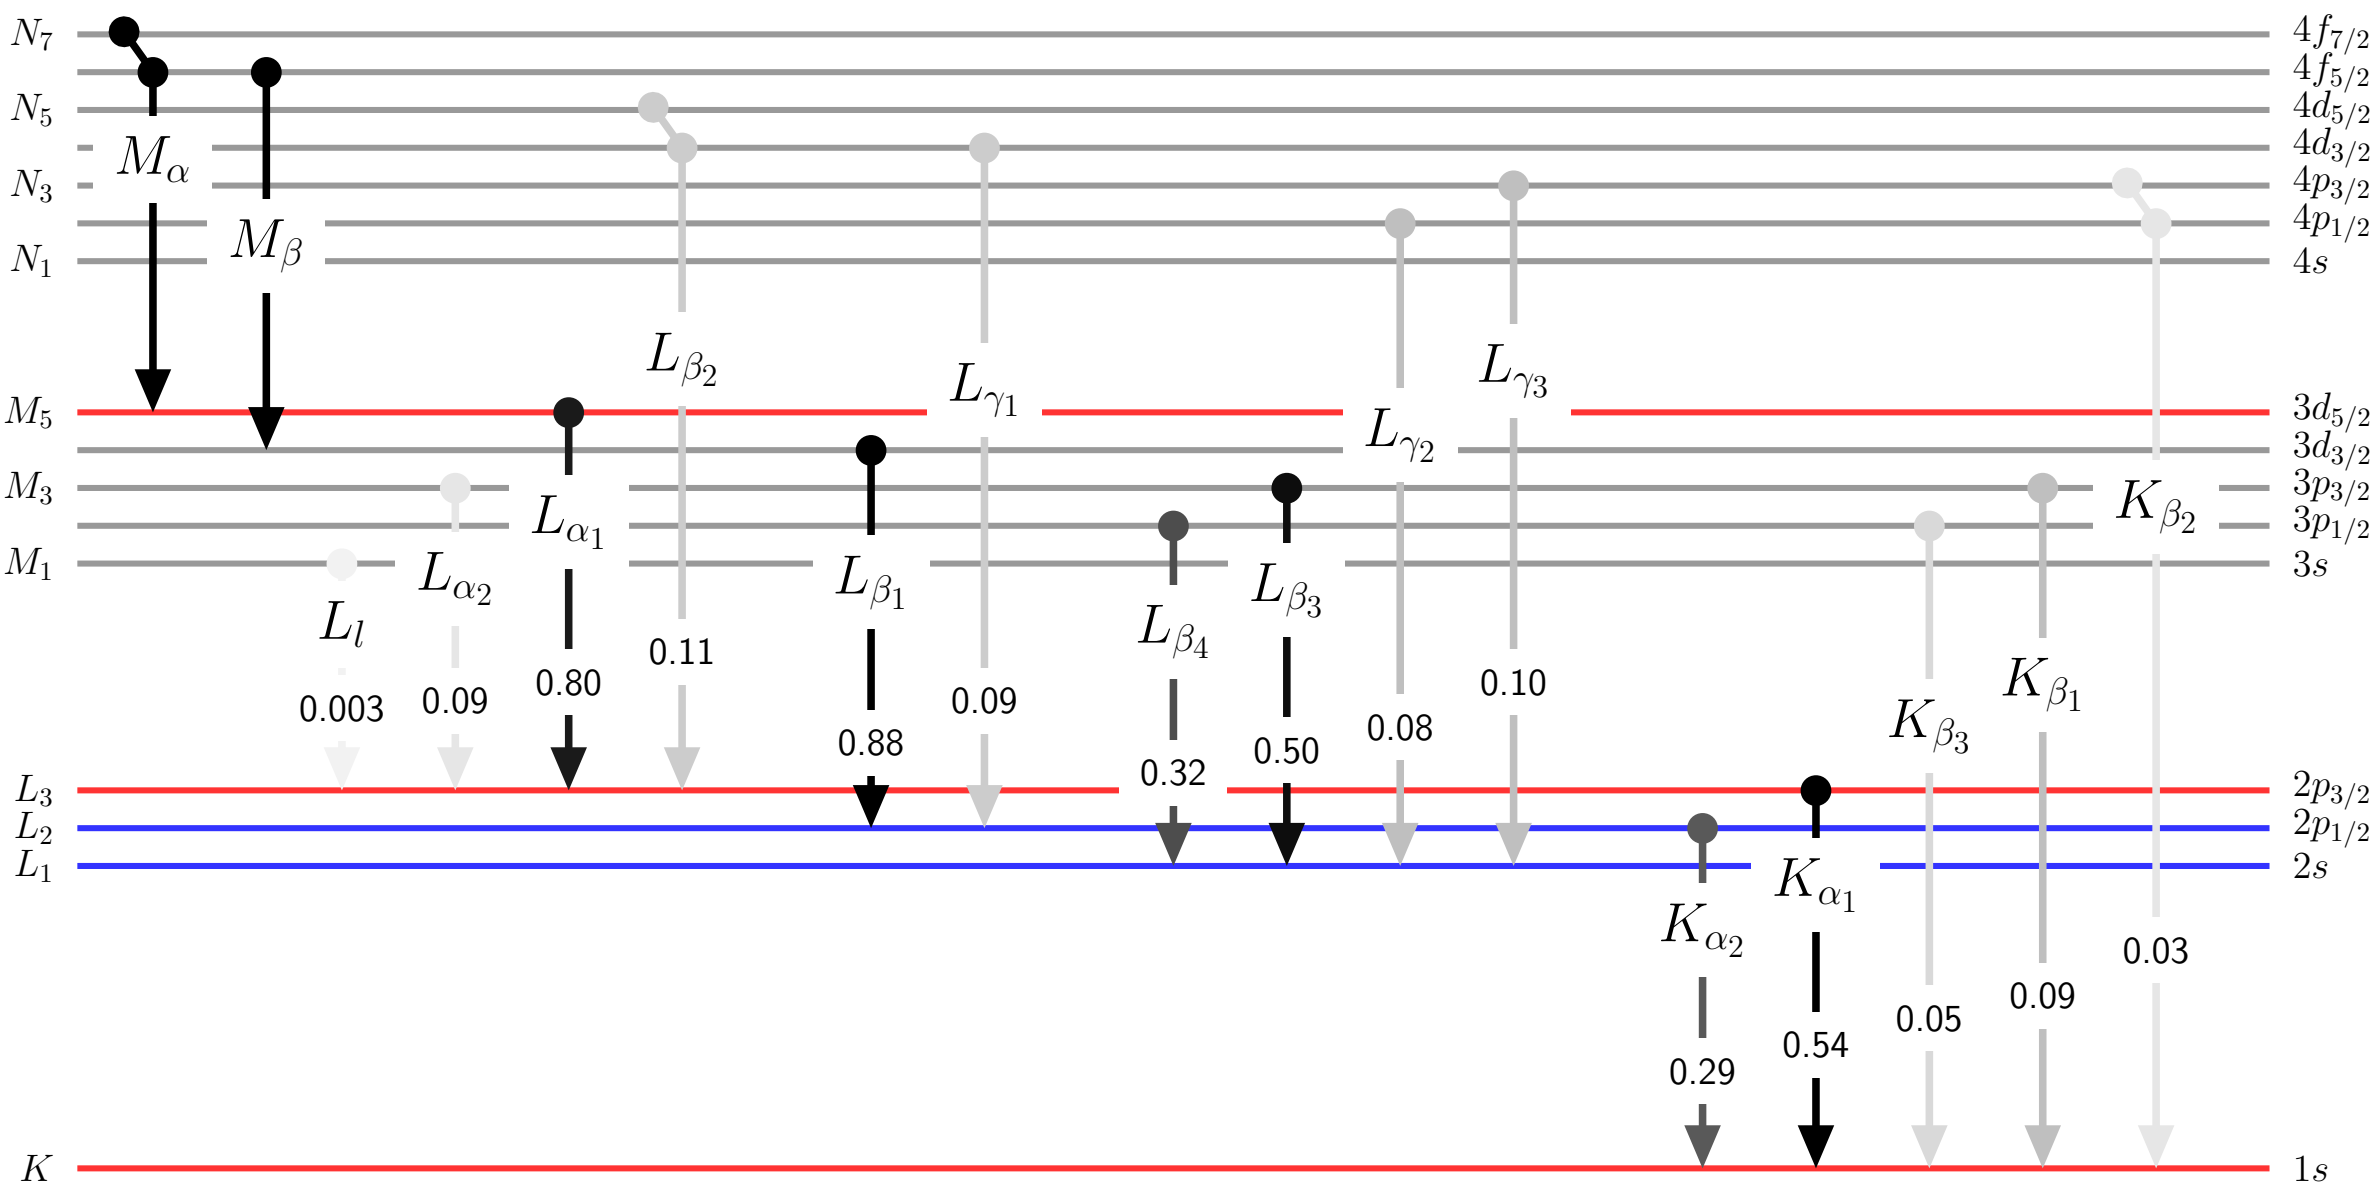 N₇ 4f₇/₂
4f₅/₂
N₅ 4d₅/₂
Mα 4d₃/₂
N₃ 4p₃/₂
Mβ 4p₁/₂
N₁ 4s
Lβ₂ Lγ₁ Lγ₃
M₅ 3d₅/₂
Lγ₂ 3d₃/₂
M₃ Kβ₂ 3p₃/₂
Lα₁ 3p₁/₂
M₁ Lα₂ Lβ₁ Lβ₃ 3s
Lₗ Lβ₄
0.11 Kβ₁
0.003 0.09 0.80 0.09 0.10
0.88 0.50 0.08 Kβ₃
0.32
L₃ 2p₃/₂
L₂ 2p₁/₂
L₁ Kα₁ 2s
Kα₂ 0.03
0.05 0.09
0.29 0.54
K 1s